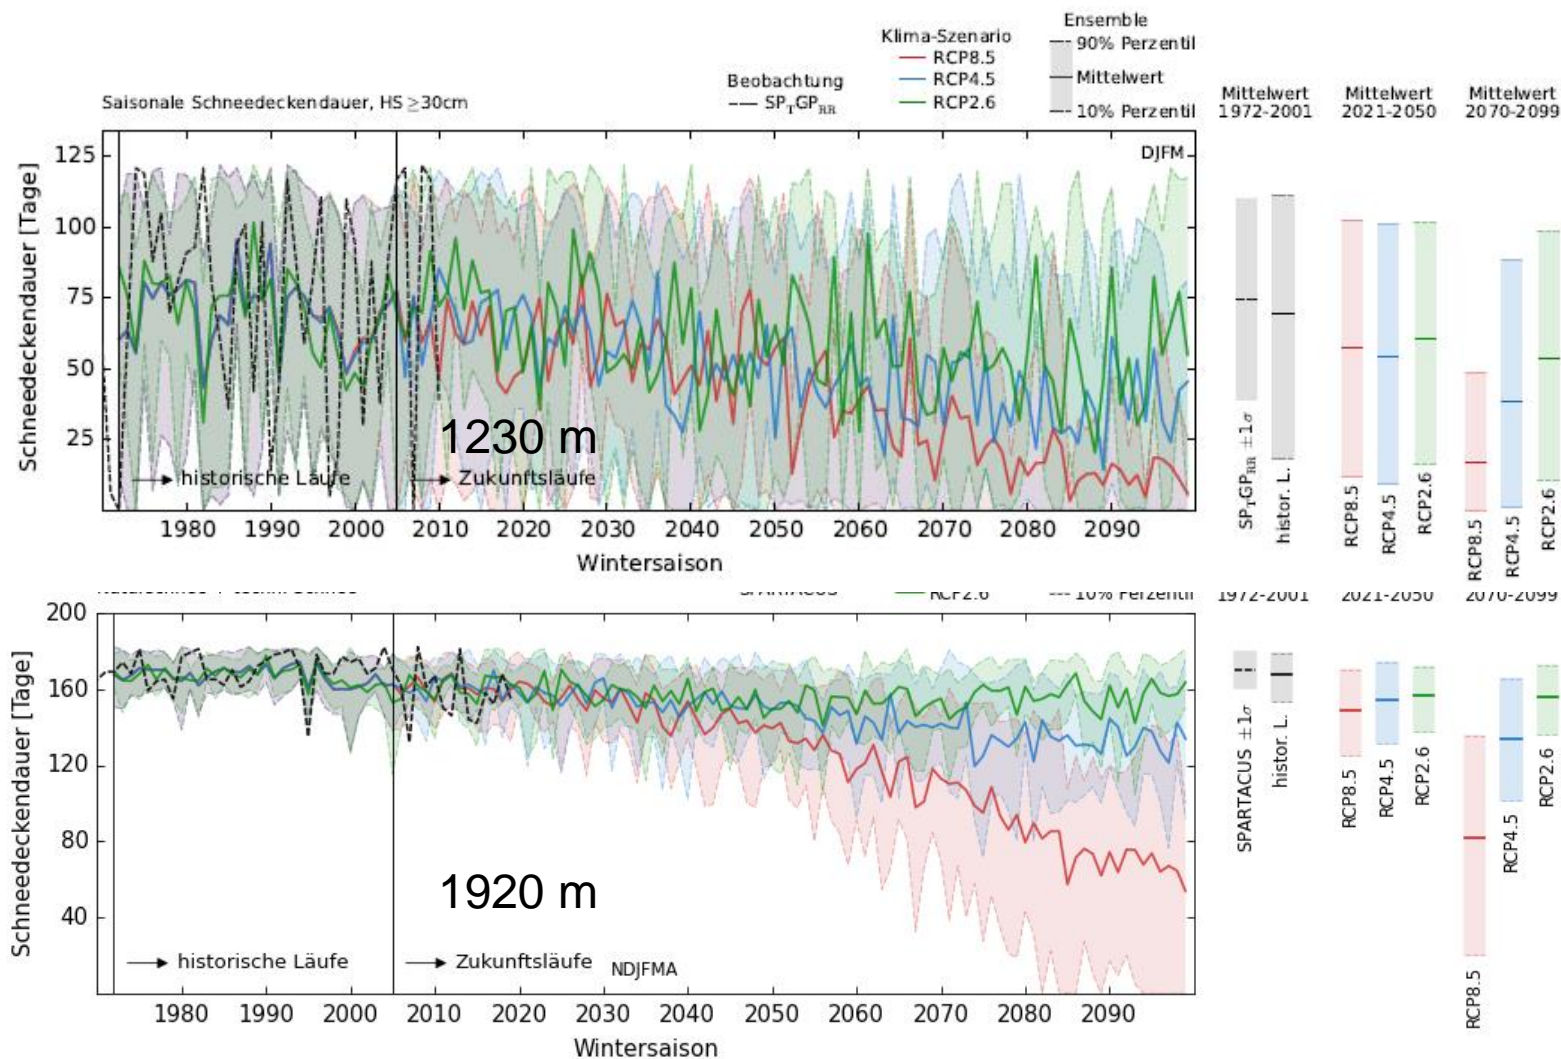 Ensemble
Klima-Szenario
90% Perzentil
RCP8.5
Beobachtung
RCP4.5
Mittelwert
SP_TGP_RR
RCP2.6
10% Perzentil
Saisonale Schneedeckendauer, HS ≥30cm
Mittelwert
1972-2001
Mittelwert
2021-2050
Mittelwert
2070-2099
DJFM
Schneedeckendauer [Tage]
125
100
75
50
25
1230 m
historische Läufe
Zukunftsläufe
1980 1990 2000 2010 2020 2030 2040 2050 2060 2070 2080 2090
Wintersaison
SP_TGP_RR ±1σ
histor. L.
RCP8.5
RCP4.5
RCP2.6
RCP8.5
RCP4.5
RCP2.6
SPARTACUS
RCP2.6
10% Perzentil
1972-2001
2021-2050
2070-2099
Schneedeckendauer [Tage]
200
160
120
80
40
1920 m
historische Läufe
Zukunftsläufe
NDJFMA
1980 1990 2000 2010 2020 2030 2040 2050 2060 2070 2080 2090
Wintersaison
SPARTACUS ±1σ
histor. L.
RCP8.5
RCP4.5
RCP2.6
RCP8.5
RCP4.5
RCP2.6